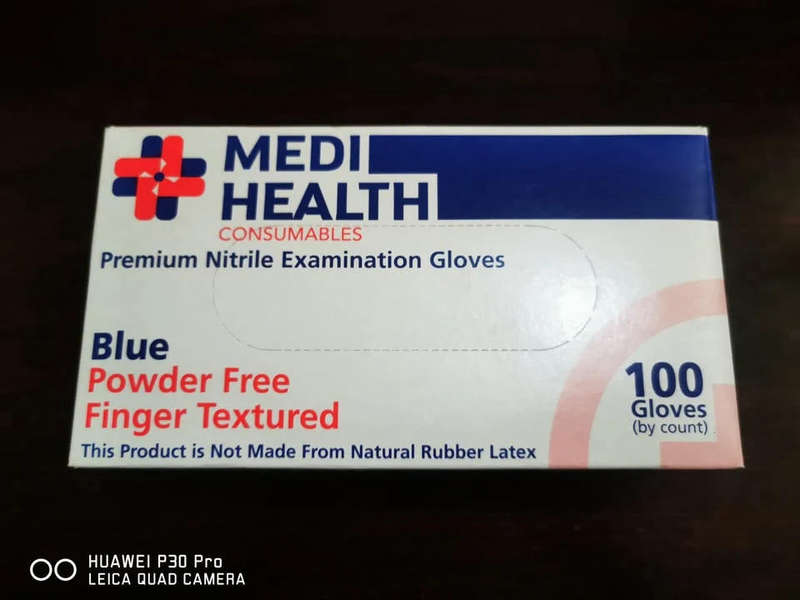 MEDI
HEALTH
CONSUMABLES
Premium Nitrile Examination Gloves
Blue
Powder Free
Finger Textured
100
Gloves
(by count)
This Product is Not Made From Natural Rubber Latex
HUAWEI P30 Pro
LEICA QUAD CAMERA